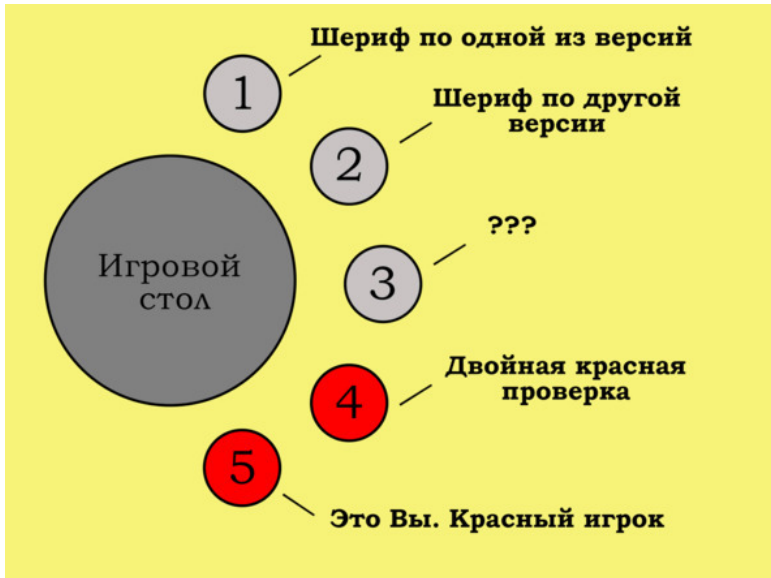 Шериф по одной из версий
1
Шериф по другой
версии
2
???
3
Игровой
стол
Двойная красная
проверка
4
5
Это Вы. Красный игрок